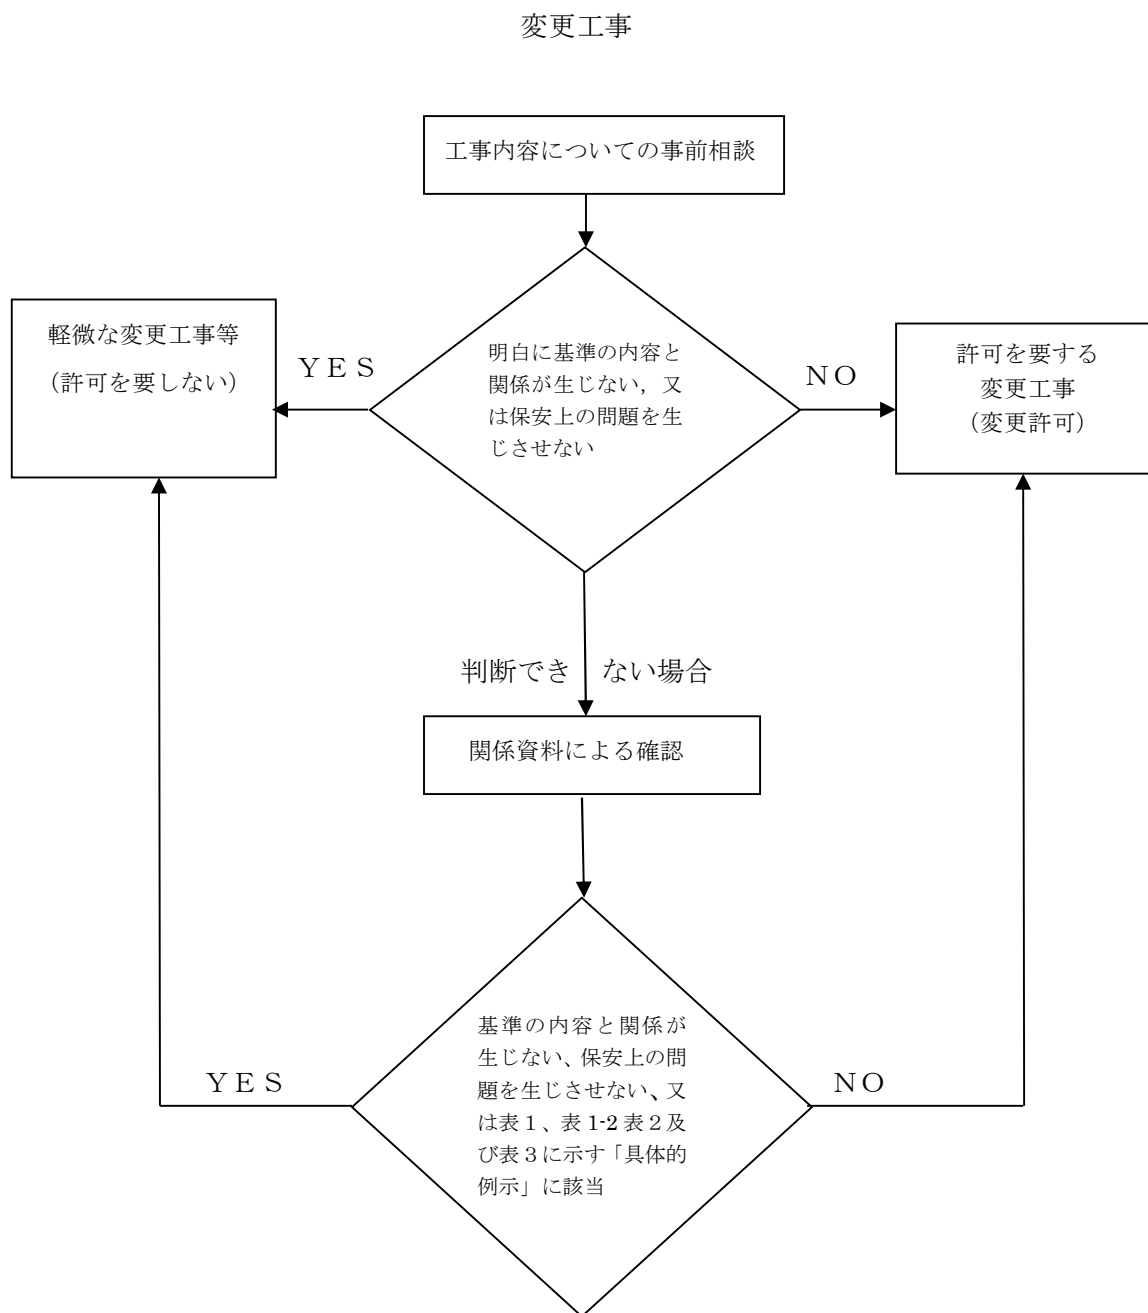 変更工事
工事内容についての事前相談
軽微な変更工事等
（許可を要しない）
ＹＥＳ
明白に基準の内容と
関係が生じない，又
は保安上の問題を生
じさせない
ＮＯ
許可を要する
変更工事
（変更許可）
判断でき ない場合
関係資料による確認
ＹＥＳ
基準の内容と関係が
生じない、保安上の問
題を生じさせない、又
は表１、表 1-2 表２及
び表３に示す「具体的
例示」に該当
ＮＯ